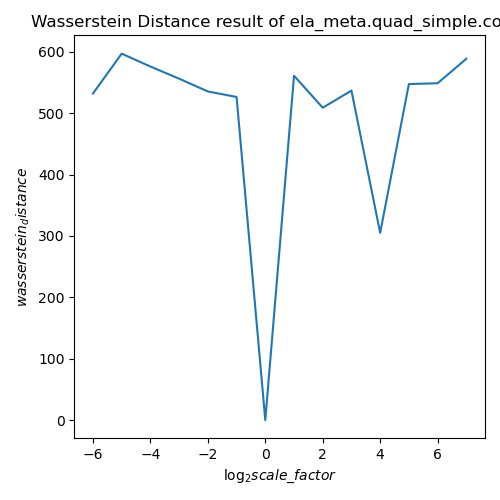 Wasserstein Distance result of ela_meta.quad_simple.co
600
500
400
300
200
100
0
wasserstein_distance
−6 −4 −2 0 2 4 6
log₂scale_factor